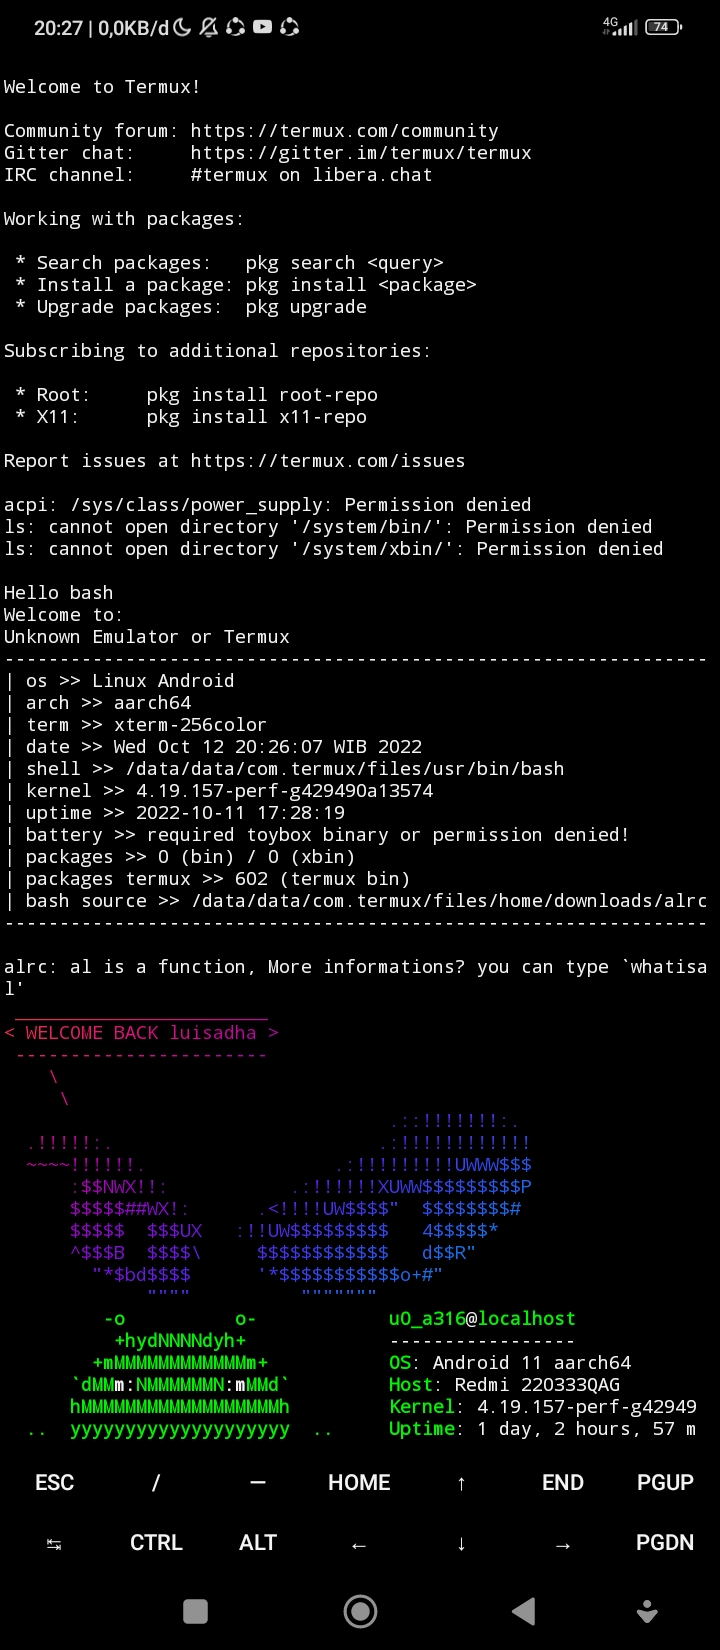 20:27 | 0,0KB/d 4G 74
Welcome to Termux!
Community forum: https://termux.com/community
Gitter chat:     https://gitter.im/termux/termux
IRC channel:     #termux on libera.chat
Working with packages:
 * Search packages:   pkg search <query>
 * Install a package: pkg install <package>
 * Upgrade packages:  pkg upgrade
Subscribing to additional repositories:
 * Root:     pkg install root-repo
 * X11:      pkg install x11-repo
Report issues at https://termux.com/issues
acpi: /sys/class/power_supply: Permission denied
ls: cannot open directory '/system/bin/': Permission denied
ls: cannot open directory '/system/xbin/': Permission denied
Hello bash
Welcome to:
Unknown Emulator or Termux
----------------------------------------------------------------
| os >> Linux Android
| arch >> aarch64
| term >> xterm-256color
| date >> Wed Oct 12 20:26:07 WIB 2022
| shell >> /data/data/com.termux/files/usr/bin/bash
| kernel >> 4.19.157-perf-g429490a13574
| uptime >> 2022-10-11 17:28:19
| battery >> required toybox binary or permission denied!
| packages >> 0 (bin) / 0 (xbin)
| packages termux >> 602 (termux bin)
| bash source >> /data/data/com.termux/files/home/downloads/alrc
----------------------------------------------------------------
alrc: al is a function, More informations? you can type `whatisa
l'
 _______________________
< WELCOME BACK luisadha >
 -----------------------
    \
     \
                                   .::!!!!!!!:.
  .!!!!!:.                        .:!!!!!!!!!!!!
  ~~~~!!!!!!.                 .:!!!!!!!!!UWWW$$$
      :$$NWX!!:           .:!!!!!!XUWW$$$$$$$$$P
      $$$$$##WX!:      .<!!!!UW$$$$"  $$$$$$$$#
      $$$$$  $$$UX   :!!UW$$$$$$$$$   4$$$$$*
      ^$$$B  $$$$\     $$$$$$$$$$$$   d$$R"
        "*$bd$$$$      '*$$$$$$$$$$$o+#"
             """"          """""""
         -o          o-            u0_a316@localhost
          +hydNNNNdyh+             -----------------
        +mMMMMMMMMMMMMm+           OS: Android 11 aarch64
      `dMMm:NMMMMMMN:mMMd`         Host: Redmi 220333QAG
      hMMMMMMMMMMMMMMMMMMh         Kernel: 4.19.157-perf-g42949
  ..  yyyyyyyyyyyyyyyyyyyy  ..     Uptime: 1 day, 2 hours, 57 m
ESC / — HOME ↑ END PGUP
↹ CTRL ALT ← ↓ → PGDN